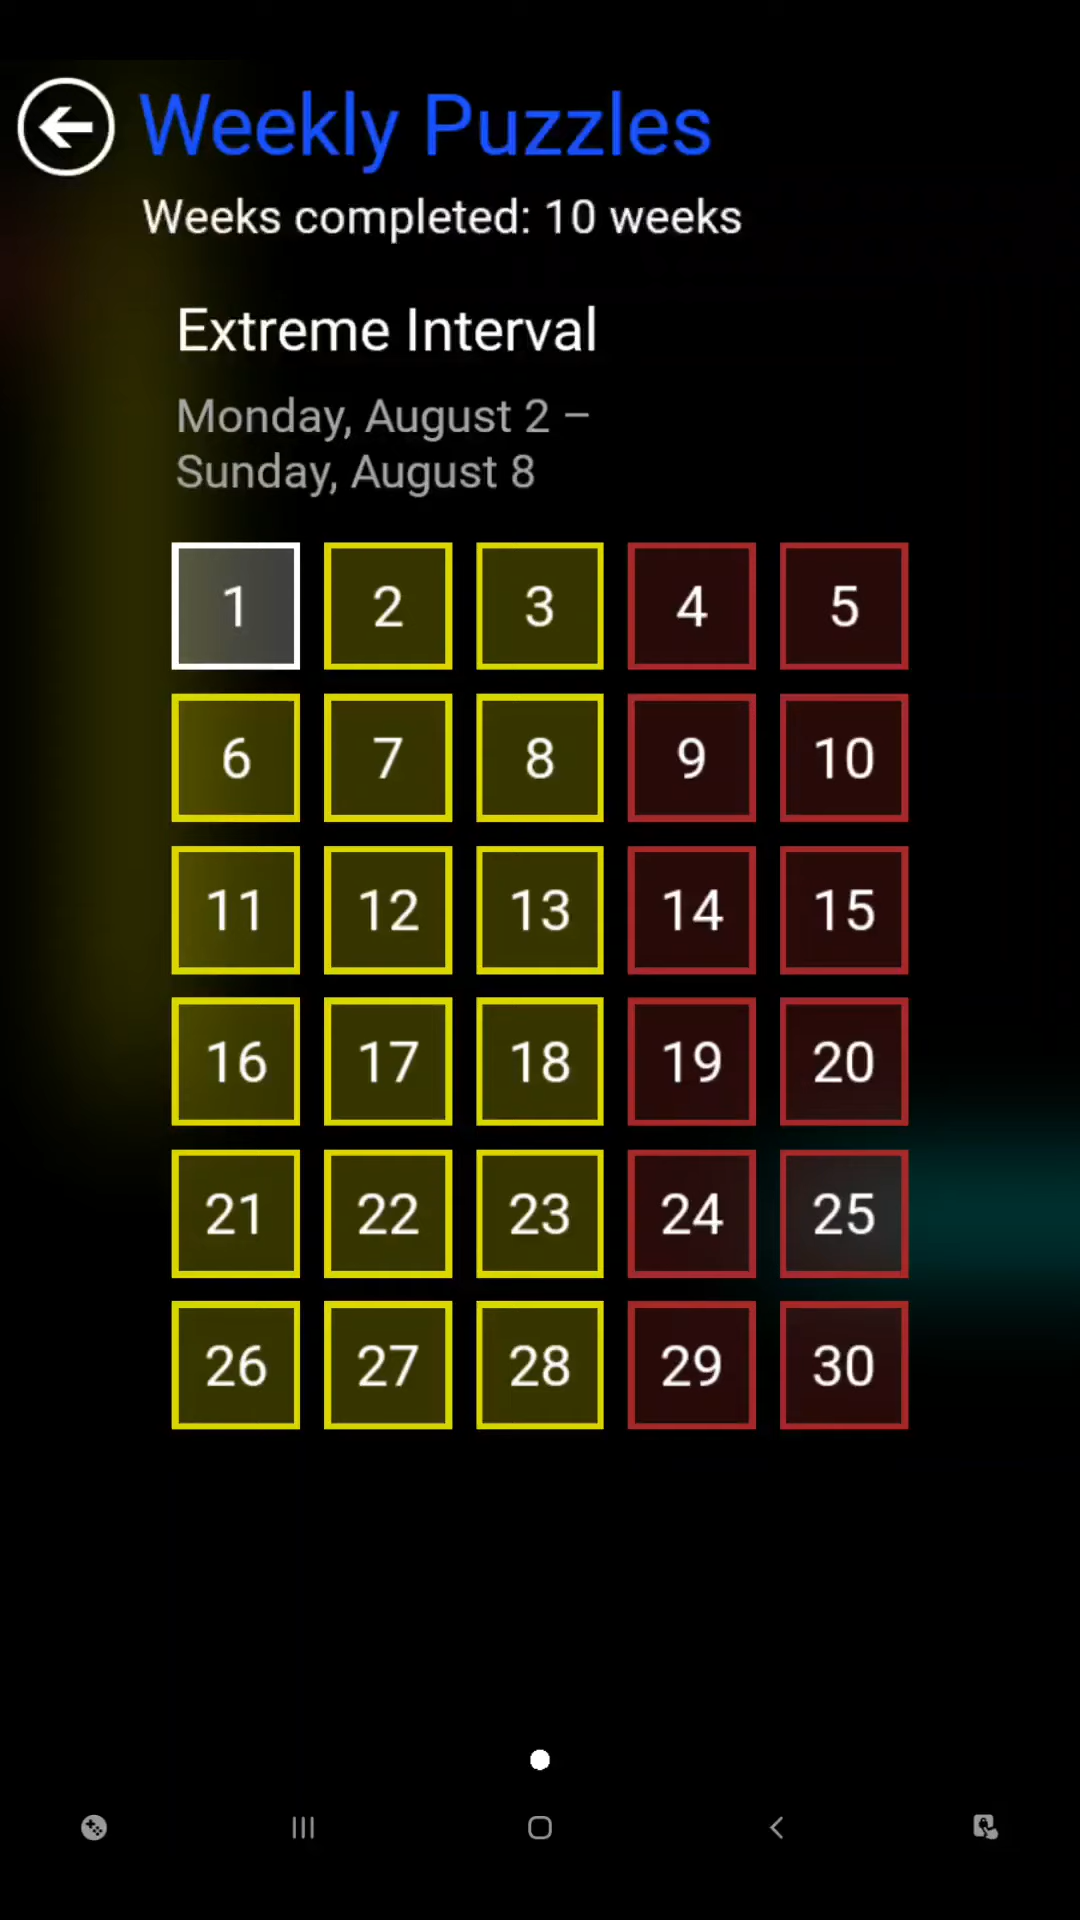 Weekly Puzzles
Weeks completed: 10 weeks
Extreme Interval
Monday, August 2 –
Sunday, August 8
1 2 3 4 5
6 7 8 9 10
11 12 13 14 15
16 17 18 19 20
21 22 23 24 25
26 27 28 29 30